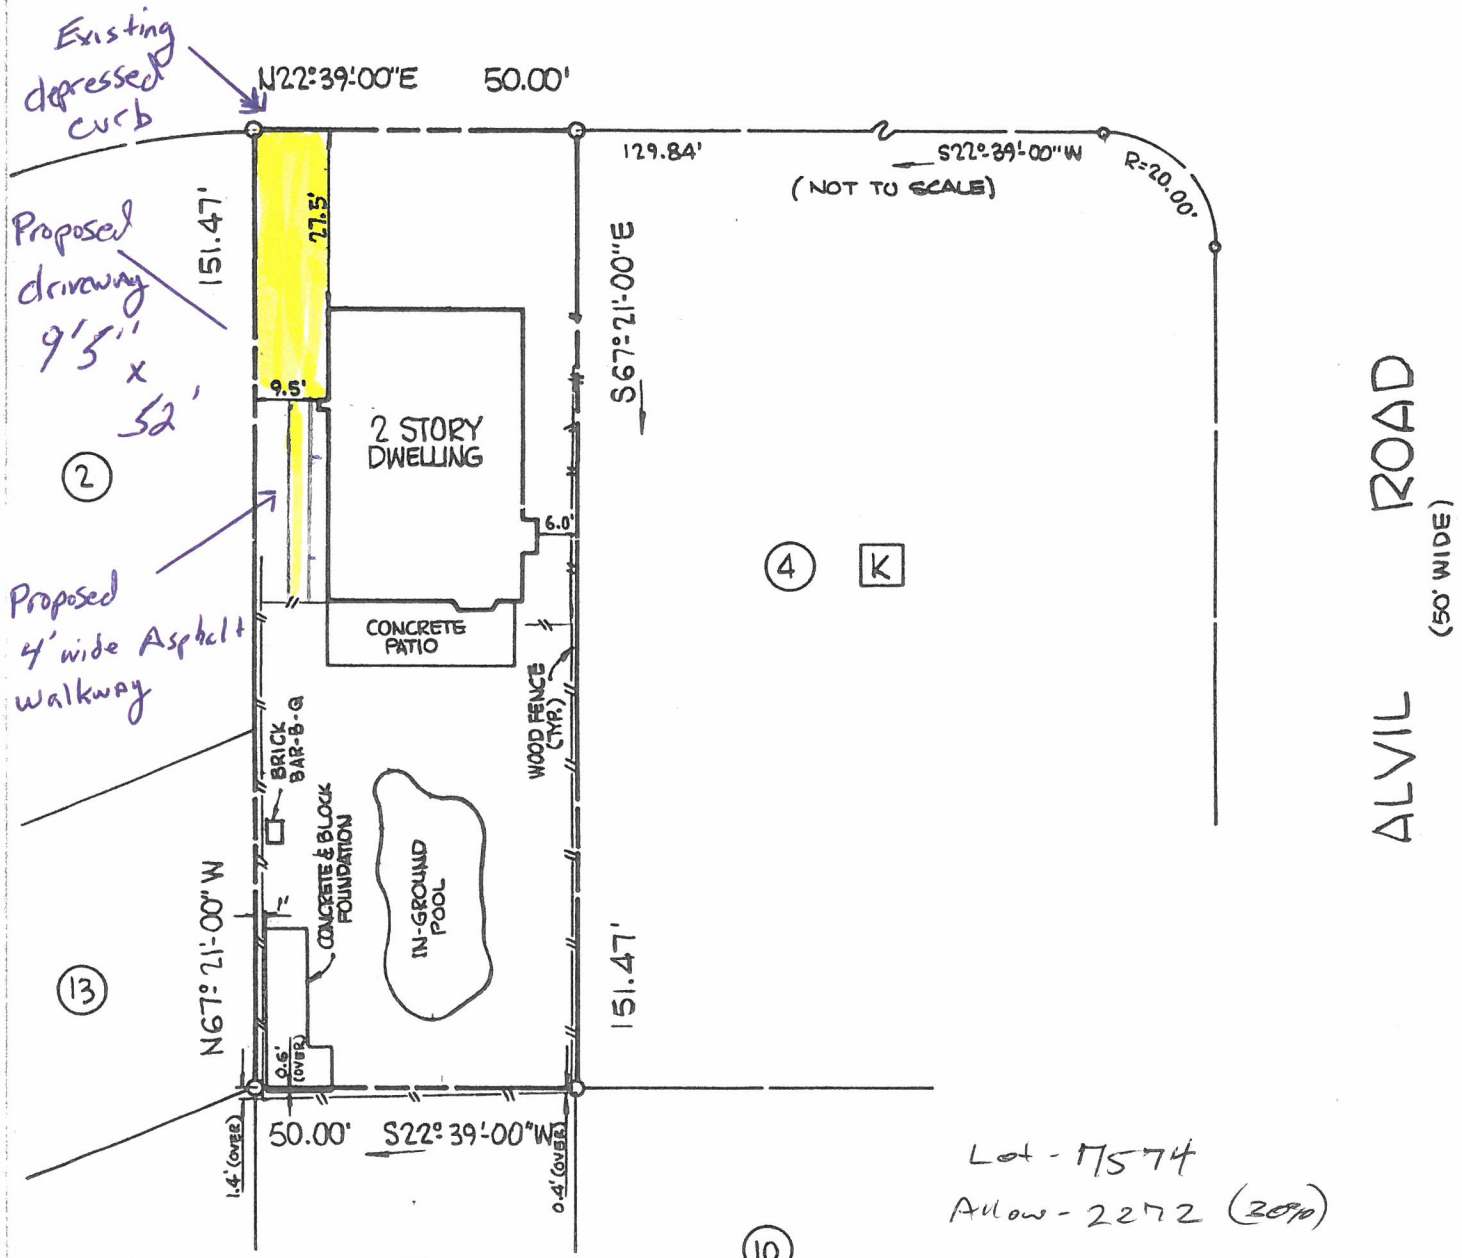 Existing
depressed
curb
N22°39'00"E 50.00'
129.84'
S22°39'00"W
(NOT TO SCALE)
R=20.00'
151.47'
27.5'
Proposed
driveway
9'5"
x
52'
S67°21'00"E
9.5'
2 STORY
DWELLING
2
6.0'
4
K
ROAD
(50' WIDE)
ALVIL
Proposed
4' wide Asphalt
walkway
CONCRETE
PATIO
WOOD FENCE
(TYP.)
BRICK
BAR-B-Q
CONCRETE & BLOCK
FOUNDATION
IN-GROUND
POOL
N67°21'00"W
1'
13
151.47'
0.6'
(OVER)
50.00' S22°39'00"W
1.4' (OVER)
0.4' (OVER)
Lot - 7574
Allow - 2272 (30%)
10